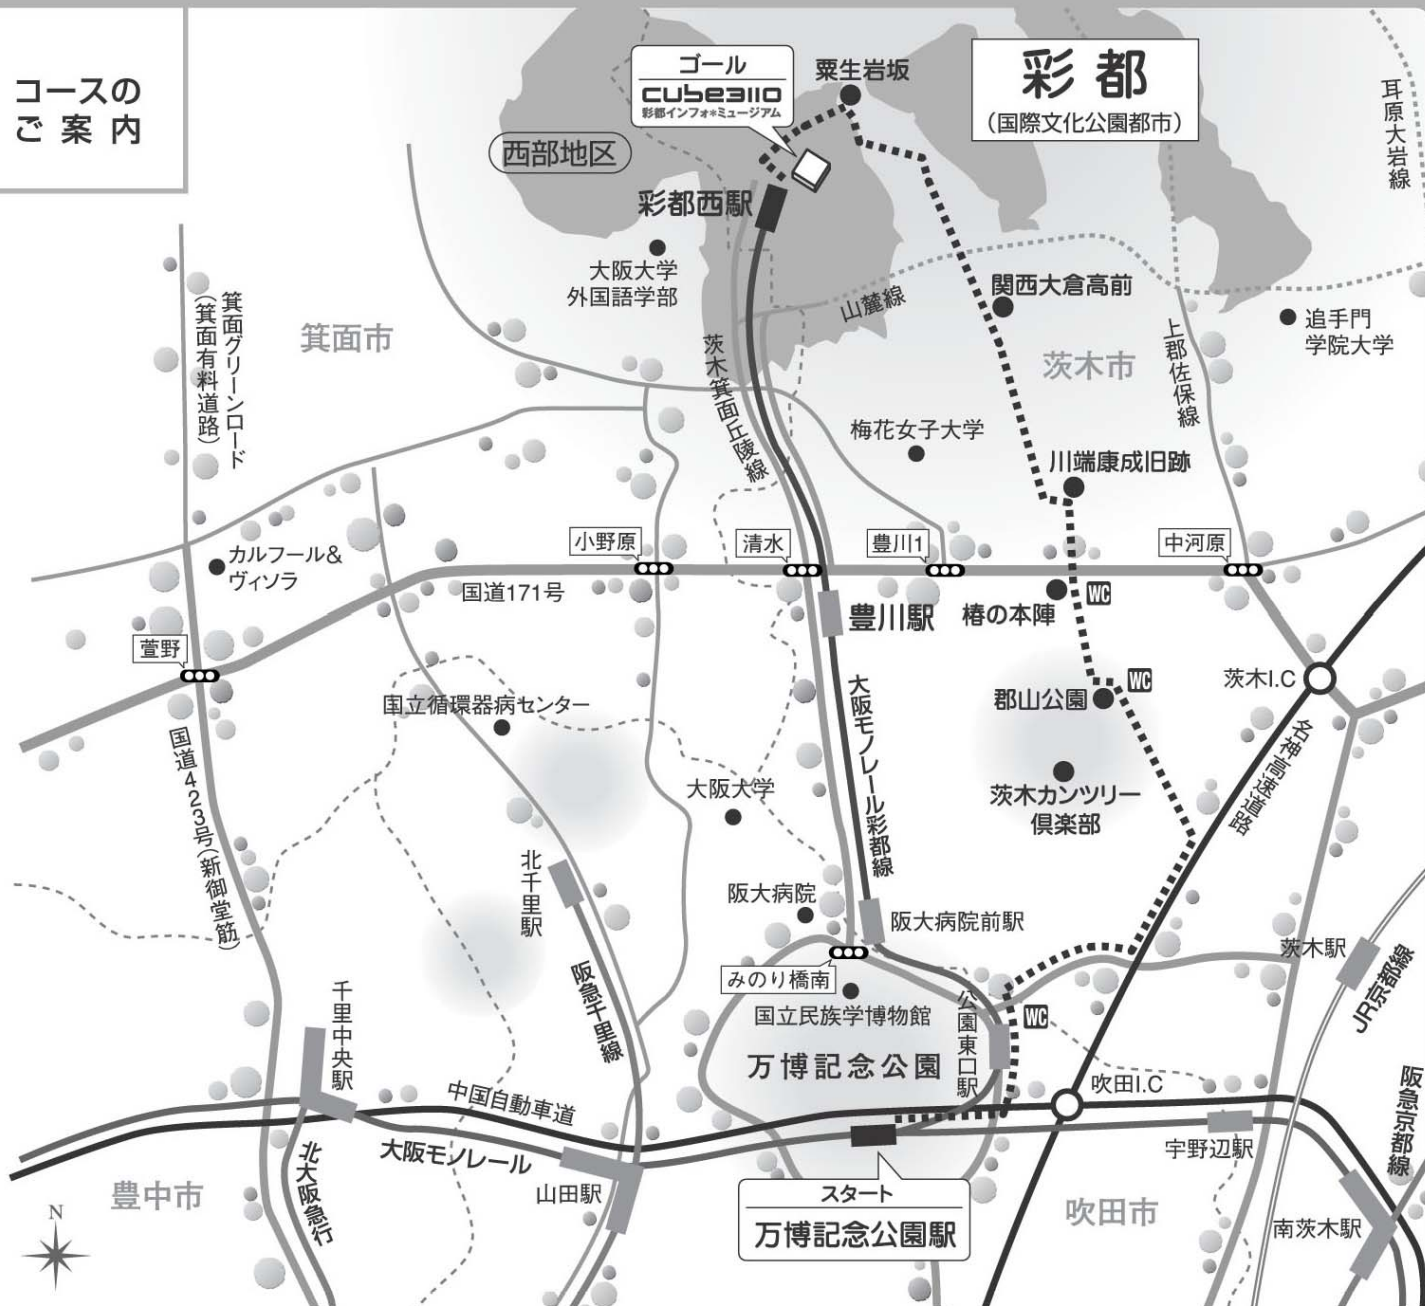 コースの
ご案内
ゴール
cube3110
彩都インフォ*ミュージアム
粟生岩坂
彩都
(国際文化公園都市)
耳原大岩線
西部地区
彩都西駅
大阪大学
外国語学部
関西大倉高前
山麓線
追手門
学院大学
箕面グリーンロード
(箕面有料道路)
箕面市
茨木市
上郡佐保線
茨木箕面丘陵線
梅花女子大学
川端康成旧跡
カルフール&
ヴィソラ
小野原
清水
豊川1
中河原
国道171号
豊川駅
椿の本陣
WC
萱野
茨木I.C
WC
郡山公園
国立循環器病センター
大阪モノレール彩都線
名神高速道路
国道423号(新御堂筋)
大阪大学
茨木カンツリー
倶楽部
北千里駅
阪大病院
阪大病院前駅
茨木駅
JR京都線
みのり橋南
国立民族学博物館
公園東口駅
WC
阪急千里線
千里中央駅
万博記念公園
吹田I.C
中国自動車道
阪急京都線
大阪モノレール
宇野辺駅
北大阪急行
豊中市
山田駅
スタート
万博記念公園駅
吹田市
南茨木駅
N